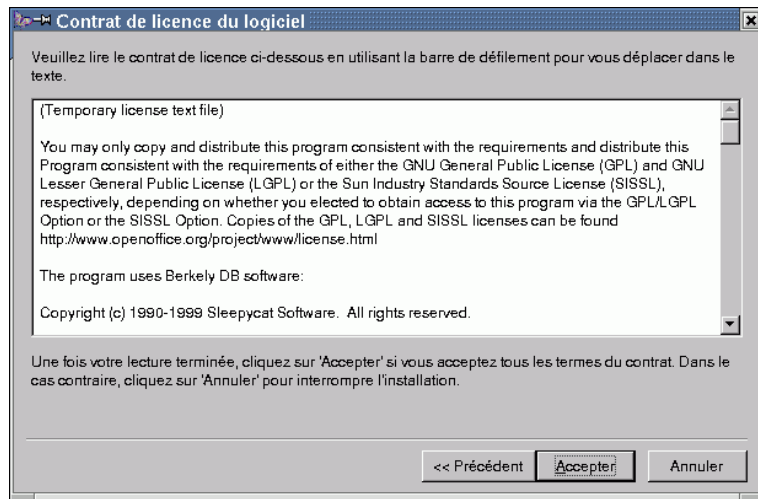 Contrat de licence du logiciel
Veuillez lire le contrat de licence ci-dessous en utilisant la barre de défilement pour vous déplacer dans le
texte.
(Temporary license text file)
You may only copy and distribute this program consistent with the requirements and distribute this
Program consistent with the requirements of either the GNU General Public License (GPL) and GNU
Lesser General Public License (LGPL) or the Sun Industry Standards Source License (SISSL),
respectively, depending on whether you elected to obtain access to this program via the GPL/LGPL
Option or the SISSL Option. Copies of the GPL, LGPL and SISSL licenses can be found
http://www.openoffice.org/project/www/license.html
The program uses Berkely DB software:
Copyright (c) 1990-1999 Sleepycat Software.  All rights reserved.
Une fois votre lecture terminée, cliquez sur 'Accepter' si vous acceptez tous les termes du contrat. Dans le
cas contraire, cliquez sur 'Annuler' pour interrompre l'installation.
<< Précédent
Accepter
Annuler